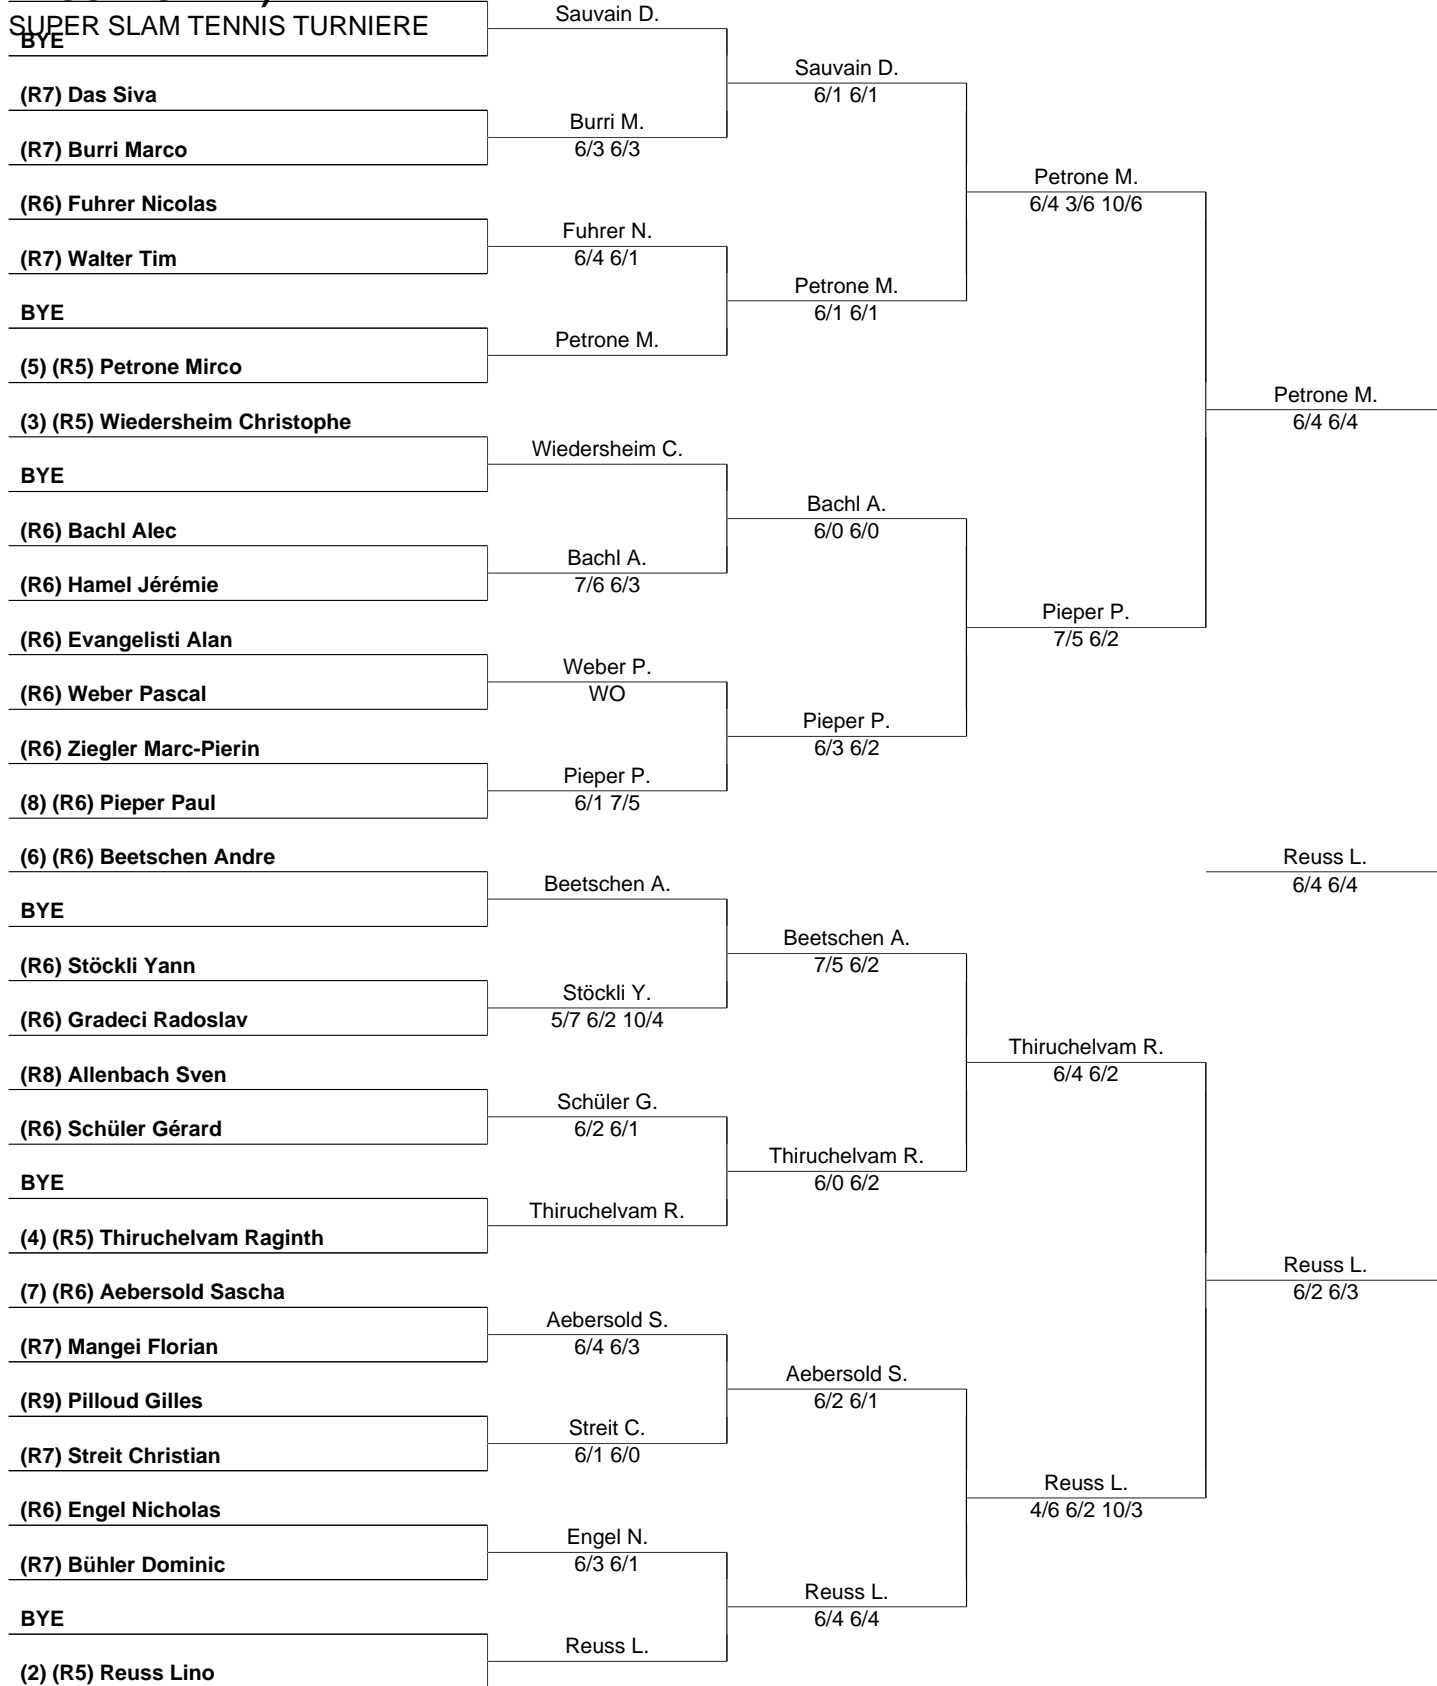 SUPER SLAM TENNIS TURNIERE
BYE
(R7) Das Siva
(R7) Burri Marco
(R6) Fuhrer Nicolas
(R7) Walter Tim
BYE
(5) (R5) Petrone Mirco
(3) (R5) Wiedersheim Christophe
BYE
(R6) Bachl Alec
(R6) Hamel Jérémie
(R6) Evangelisti Alan
(R6) Weber Pascal
(R6) Ziegler Marc-Pierin
(8) (R6) Pieper Paul
(6) (R6) Beetschen Andre
BYE
(R6) Stöckli Yann
(R6) Gradeci Radoslav
(R8) Allenbach Sven
(R6) Schüler Gérard
BYE
(4) (R5) Thiruchelvam Raginth
(7) (R6) Aebersold Sascha
(R7) Mangei Florian
(R9) Pilloud Gilles
(R7) Streit Christian
(R6) Engel Nicholas
(R7) Bühler Dominic
BYE
(2) (R5) Reuss Lino
Sauvain D.
Burri M.
6/3 6/3
Fuhrer N.
6/4 6/1
Petrone M.
Wiedersheim C.
Bachl A.
7/6 6/3
Weber P.
WO
Pieper P.
6/1 7/5
Beetschen A.
Stöckli Y.
5/7 6/2 10/4
Schüler G.
6/2 6/1
Thiruchelvam R.
Aebersold S.
6/4 6/3
Streit C.
6/1 6/0
Engel N.
6/3 6/1
Reuss L.
Sauvain D.
6/1 6/1
Petrone M.
6/1 6/1
Bachl A.
6/0 6/0
Pieper P.
6/3 6/2
Beetschen A.
7/5 6/2
Thiruchelvam R.
6/0 6/2
Aebersold S.
6/2 6/1
Reuss L.
6/4 6/4
Petrone M.
6/4 3/6 10/6
Pieper P.
7/5 6/2
Thiruchelvam R.
6/4 6/2
Reuss L.
4/6 6/2 10/3
Petrone M.
6/4 6/4
Reuss L.
6/4 6/4
Reuss L.
6/2 6/3